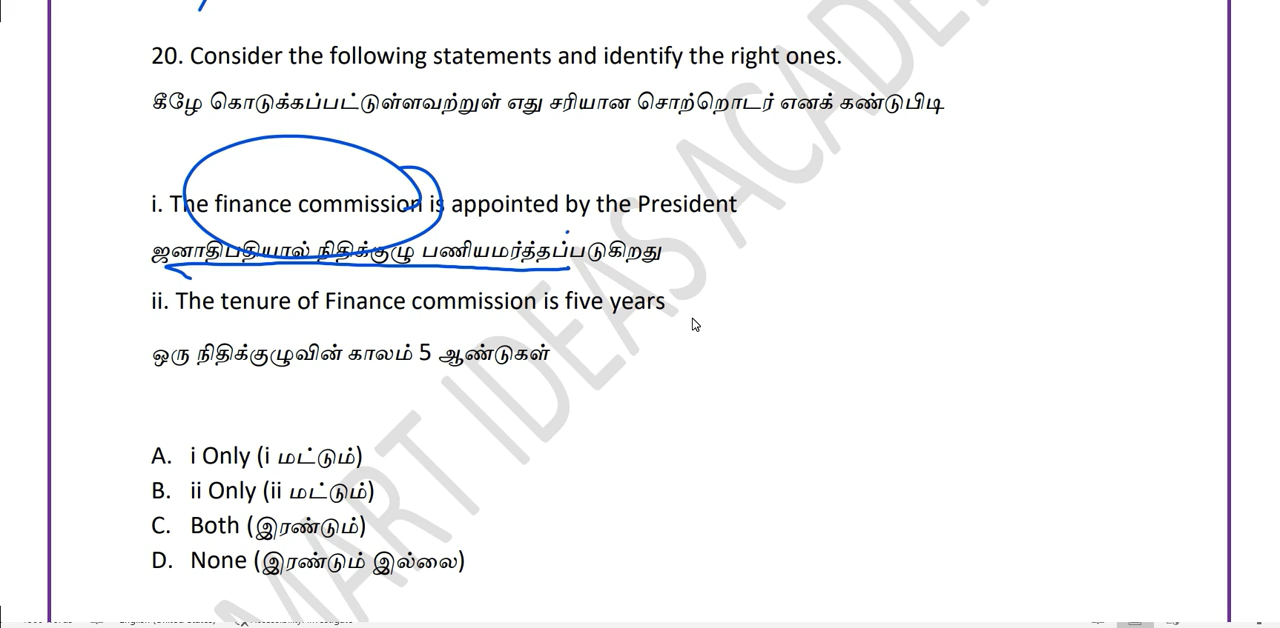 20. Consider the following statements and identify the right ones.
கீழே கொடுக்கப்பட்டுள்ளவற்றுள் எது சரியான சொற்றொடர் எனக் கண்டுபிடி
i. The finance commission is appointed by the President
ஜனாதிபதியால் நிதிக்குழு பணியமர்த்தப்படுகிறது
ii. The tenure of Finance commission is five years
ஒரு நிதிக்குழுவின் காலம் 5 ஆண்டுகள்
A. i Only (i மட்டும்)
B. ii Only (ii மட்டும்)
C. Both (இரண்டும்)
D. None (இரண்டும் இல்லை)
MART IDEAS ACADE